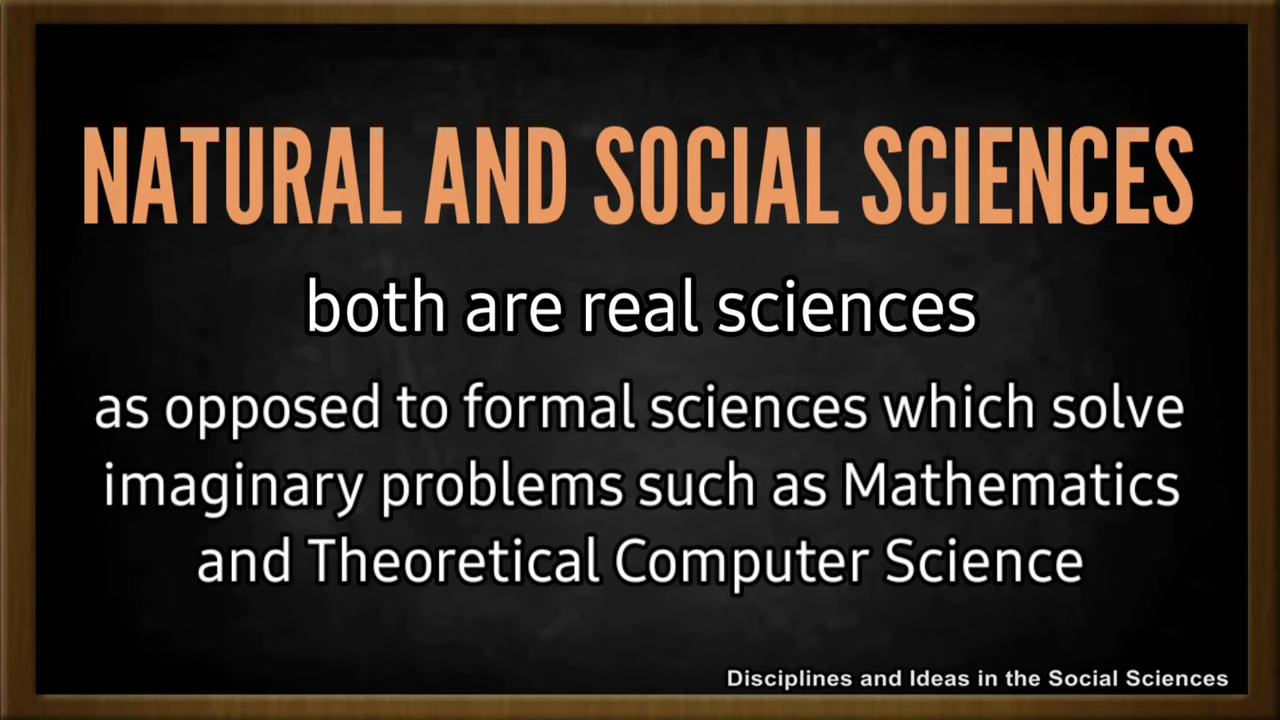 NATURAL AND SOCIAL SCIENCES
both are real sciences
as opposed to formal sciences which solve
imaginary problems such as Mathematics
and Theoretical Computer Science
Disciplines and Ideas in the Social Sciences